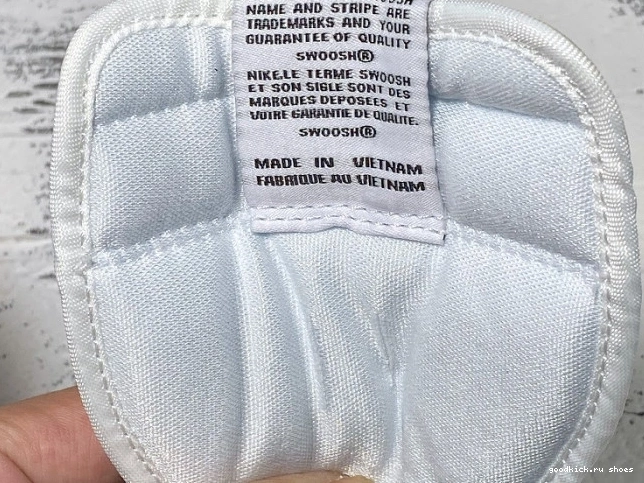 NAME AND STRIPE ARE
TRADEMARKS AND YOUR
GUARANTEE OF QUALITY
SWOOSH®
NIKE.LE TERME SWOOSH
ET SON SIGLE SONT DES
MARQUES DEPOSEES ET
VOTRE GARANTIE DE QUALITE.
SWOOSH®
MADE IN VIETNAM
FABRIQUE AU VIETNAM
goodkick.ru shoes